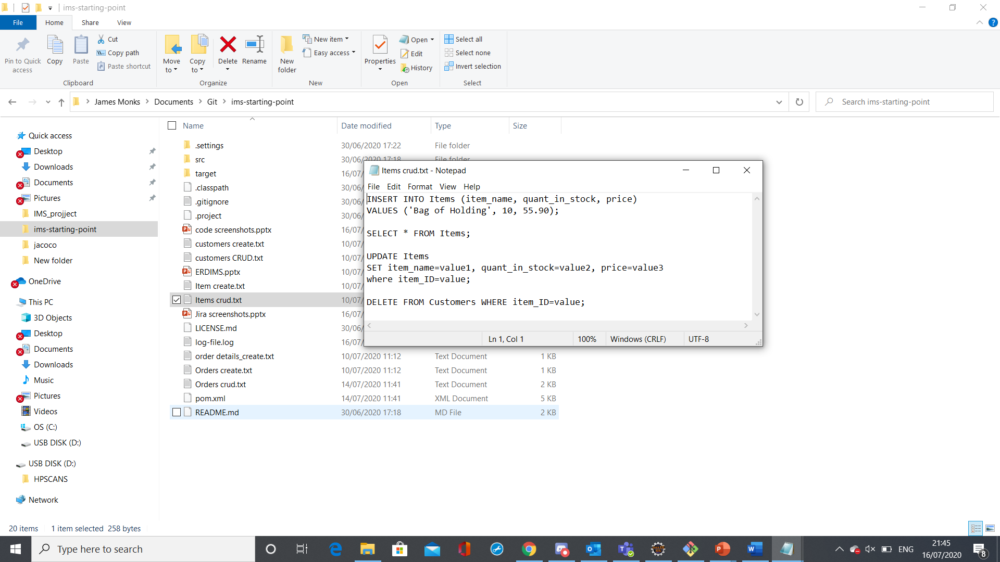 ims-starting-point
File Home Share View
Pin to Quick access
Copy
Paste
Cut
Copy path
Paste shortcut
Clipboard
Move to
Copy to
Delete
Rename
Organize
New folder
New item
Easy access
New
Properties
Open
Edit
History
Open
Select all
Select none
Invert selection
Select
James Monks > Documents > Git > ims-starting-point
Search ims-starting-point
Name Date modified Type Size
Quick access
Desktop
Downloads
Documents
Pictures
IMS_projject
ims-starting-point
jacoco
New folder
OneDrive
This PC
3D Objects
Desktop
Documents
Downloads
Music
Pictures
Videos
OS (C:)
USB DISK (D:)
USB DISK (D:)
HPSCANS
Network
.settings 30/06/2020 17:22 File folder
src 30/06/2020 17:18 File folder
target 16/07/
.classpath 30/06/
.gitignore 30/06/
.project 30/06/
code screenshots.pptx 16/07/
customers create.txt 10/07/
customers CRUD.txt 10/07/
ERDIMS.pptx 10/07/
Item create.txt 10/07/
Items crud.txt 10/07/
Jira screenshots.pptx 16/07/
LICENSE.md 30/06/
log-file.log 16/07/
order details_create.txt 10/07/2020 11:12 Text Document 1 KB
Orders create.txt 10/07/2020 11:12 Text Document 1 KB
Orders crud.txt 14/07/2020 11:41 Text Document 2 KB
pom.xml 14/07/2020 11:41 XML Document 5 KB
README.md 30/06/2020 17:18 MD File 2 KB
Items crud.txt - Notepad
File Edit Format View Help
INSERT INTO Items (item_name, quant_in_stock, price)
VALUES ('Bag of Holding', 10, 55.90);
SELECT * FROM Items;
UPDATE Items
SET item_name=value1, quant_in_stock=value2, price=value3
where item_ID=value;
DELETE FROM Customers WHERE item_ID=value;
Ln 1, Col 1 100% Windows (CRLF) UTF-8
20 items 1 item selected 258 bytes
Type here to search
ENG
21:45
16/07/2020
8